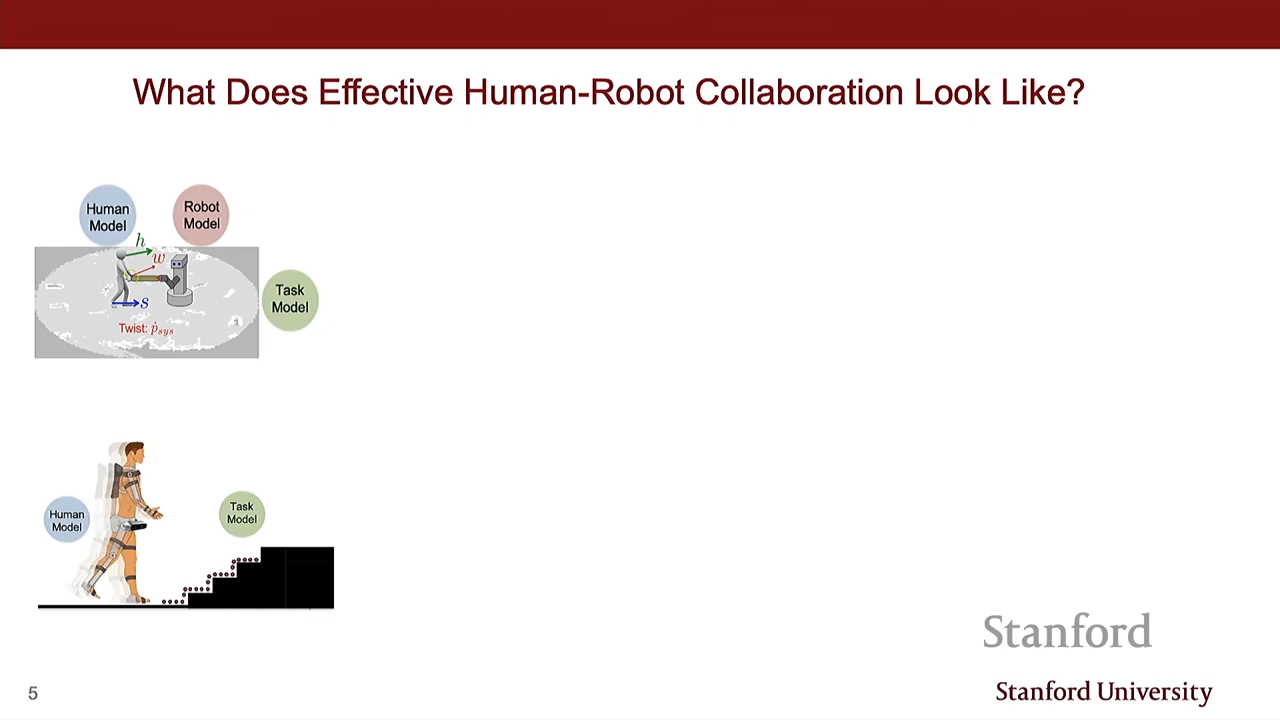 What Does Effective Human-Robot Collaboration Look Like?
Human
Model
Robot
Model
h
w
s
Twist: ṗsys
Task
Model
Human
Model
Task
Model
Stanford
Stanford University
5